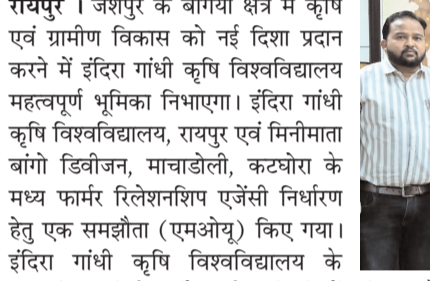 रायपुर । जशपुर के बगिया क्षेत्र में कृषि
एवं ग्रामीण विकास को नई दिशा प्रदान
करने में इंदिरा गांधी कृषि विश्वविद्यालय
महत्वपूर्ण भूमिका निभाएगा। इंदिरा गांधी
कृषि विश्वविद्यालय, रायपुर एवं मिनीमाता
बांगो डिवीजन, माचाडोली, कटघोरा के
मध्य फार्मर रिलेशनशिप एजेंसी निर्धारण
हेतु एक समझौता (एमओयू) किए गया।
इंदिरा गांधी कृषि विश्वविद्यालय के